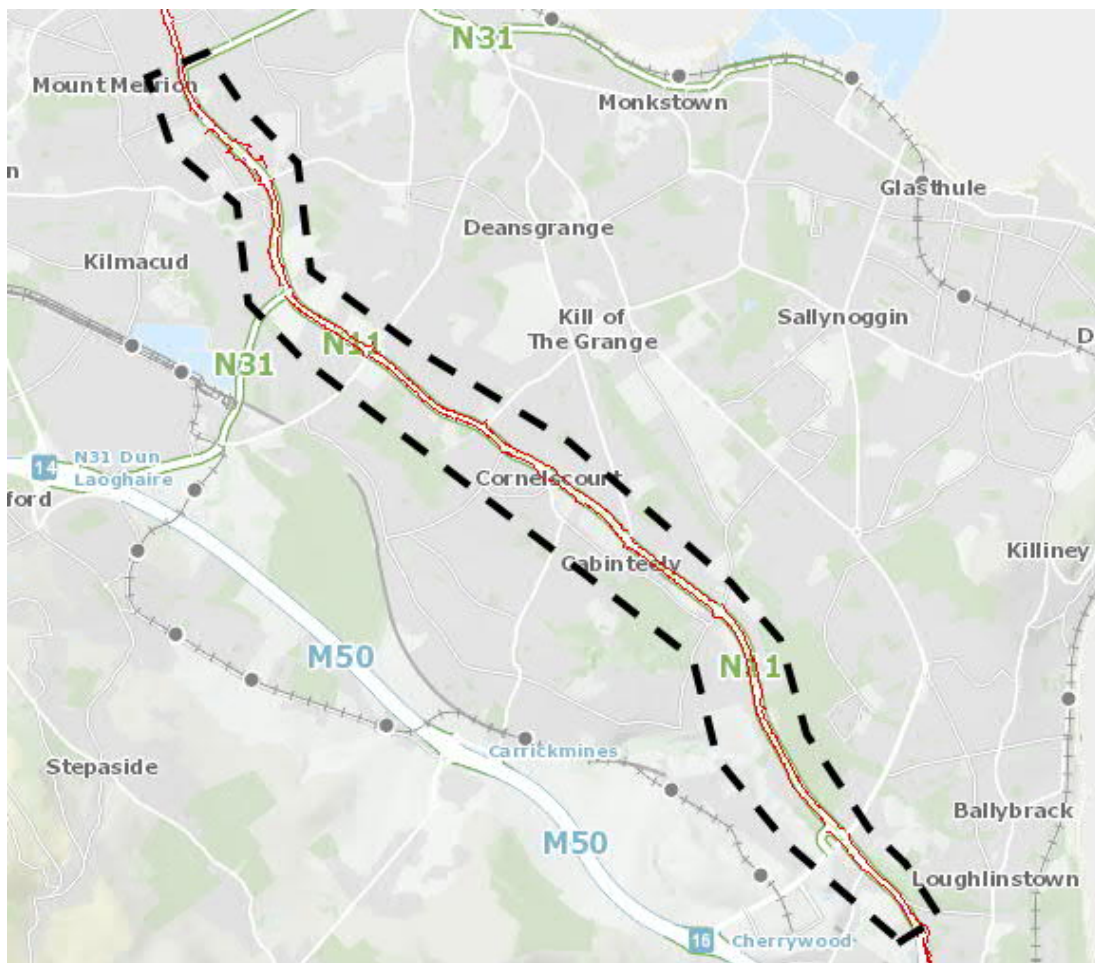 N31
Mount Merrion
Monkstown
n
Glasthule
Deansgrange
Kilmacud
Kill of
The Grange
Sallynoggin
D
N11
N31
14
N31 Dun
Laoghaire
Cornelscourt
ford
Killiney
Cabinteely
M50
N11
Carrickmines
Stepaside
Ballybrack
M50
Loughlinstown
16
Cherrywood